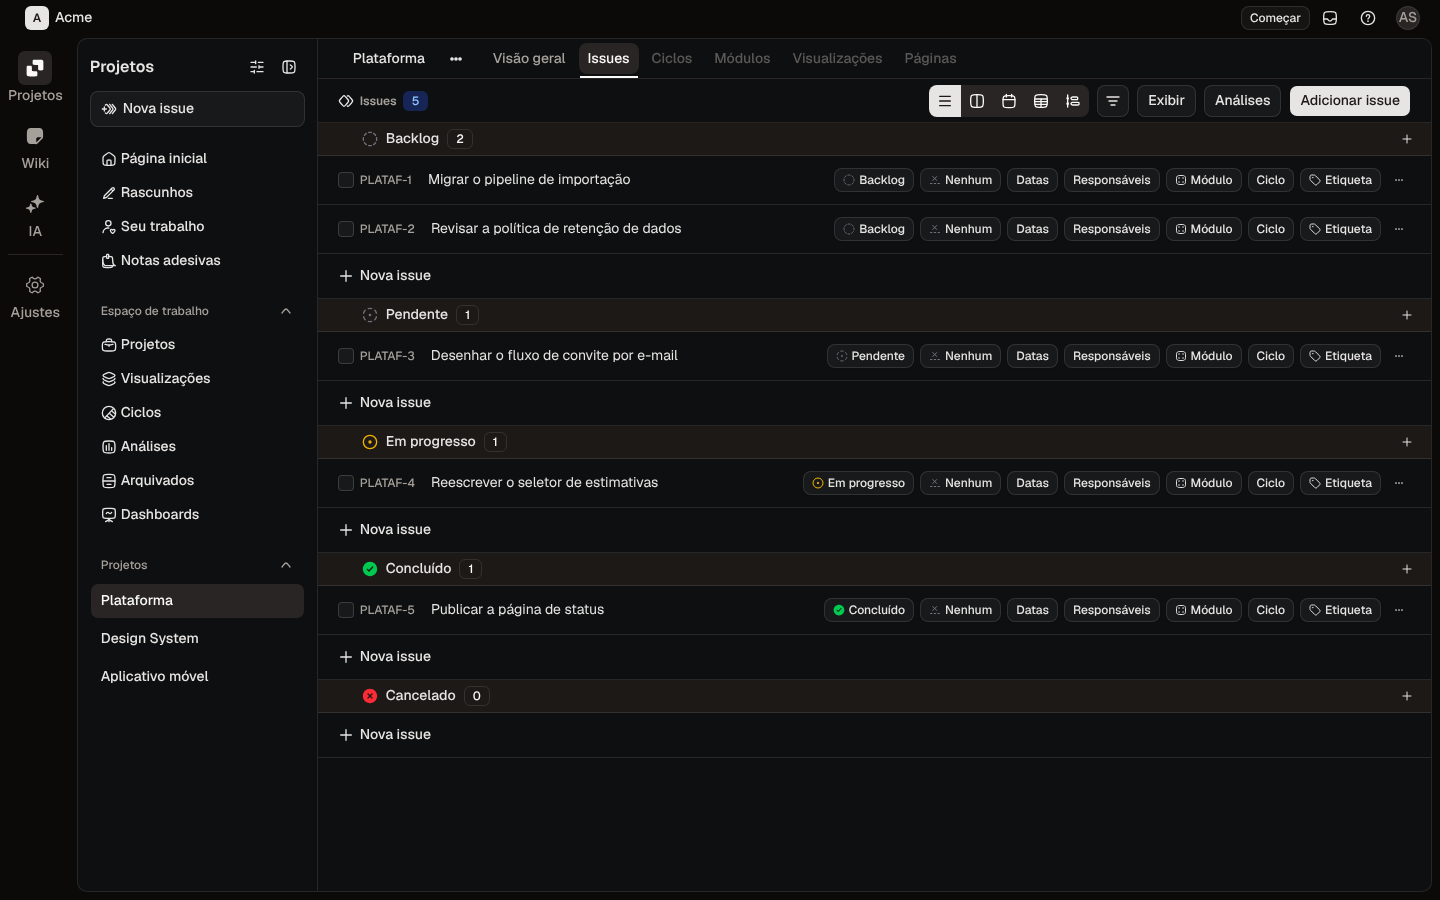 A Acme
Começar
AS
Projetos
Wiki
IA
Ajustes
Projetos
Nova issue
Página inicial
Rascunhos
Seu trabalho
Notas adesivas
Espaço de trabalho
Projetos
Visualizações
Ciclos
Análises
Arquivados
Dashboards
Projetos
Plataforma
Design System
Aplicativo móvel
Plataforma Visão geral Issues Ciclos Módulos Visualizações Páginas
Issues 5 Exibir Análises Adicionar issue
Backlog 2
PLATAF-1 Migrar o pipeline de importação Backlog Nenhum Datas Responsáveis Módulo Ciclo Etiqueta
PLATAF-2 Revisar a política de retenção de dados Backlog Nenhum Datas Responsáveis Módulo Ciclo Etiqueta
Nova issue
Pendente 1
PLATAF-3 Desenhar o fluxo de convite por e-mail Pendente Nenhum Datas Responsáveis Módulo Ciclo Etiqueta
Nova issue
Em progresso 1
PLATAF-4 Reescrever o seletor de estimativas Em progresso Nenhum Datas Responsáveis Módulo Ciclo Etiqueta
Nova issue
Concluído 1
PLATAF-5 Publicar a página de status Concluído Nenhum Datas Responsáveis Módulo Ciclo Etiqueta
Nova issue
Cancelado 0
Nova issue